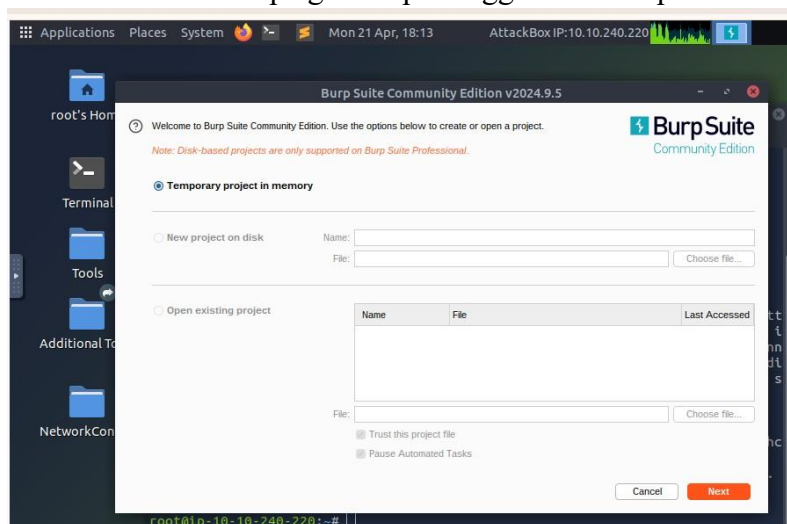 Applications Places System Mon 21 Apr, 18:13 AttackBox IP:10.10.240.220
Burp Suite Community Edition v2024.9.5
root's Hom
Welcome to Burp Suite Community Edition. Use the options below to create or open a project.
Note: Disk-based projects are only supported on Burp Suite Professional.
BurpSuite
Community Edition
Terminal
Temporary project in memory
New project on disk
Name:
File:
Choose file...
Tools
Open existing project
Name File Last Accessed
Additional To
File:
Choose file...
Trust this project file
Pause Automated Tasks
NetworkCon
Cancel Next
root@ip-10-10-240-220:~#